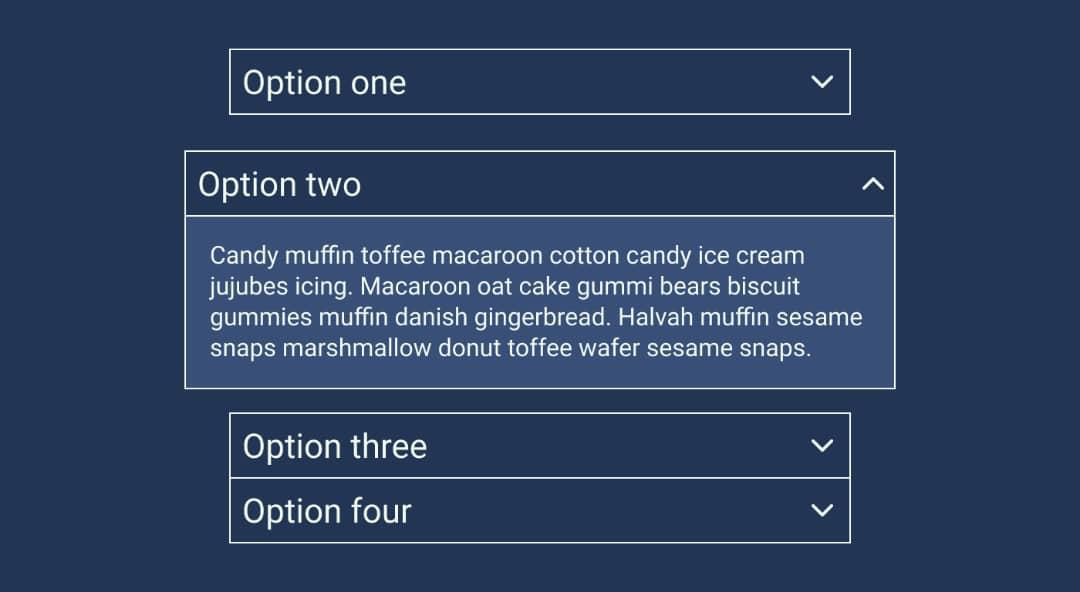 Option one
Option two
Candy muffin toffee macaroon cotton candy ice cream
jujubes icing. Macaroon oat cake gummi bears biscuit
gummies muffin danish gingerbread. Halvah muffin sesame
snaps marshmallow donut toffee wafer sesame snaps.
Option three
Option four